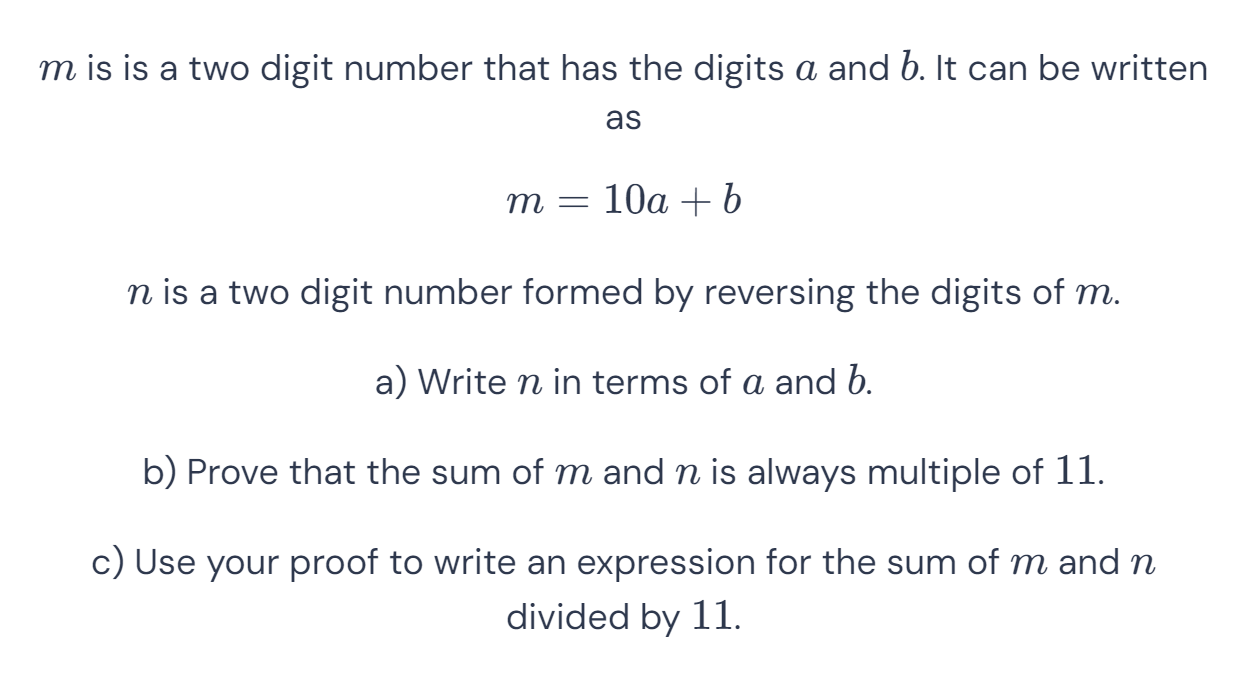 m is is a two digit number that has the digits a and b. It can be written
as
m = 10a + b
n is a two digit number formed by reversing the digits of m.
a) Write n in terms of a and b.
b) Prove that the sum of m and n is always multiple of 11.
c) Use your proof to write an expression for the sum of m and n
divided by 11.